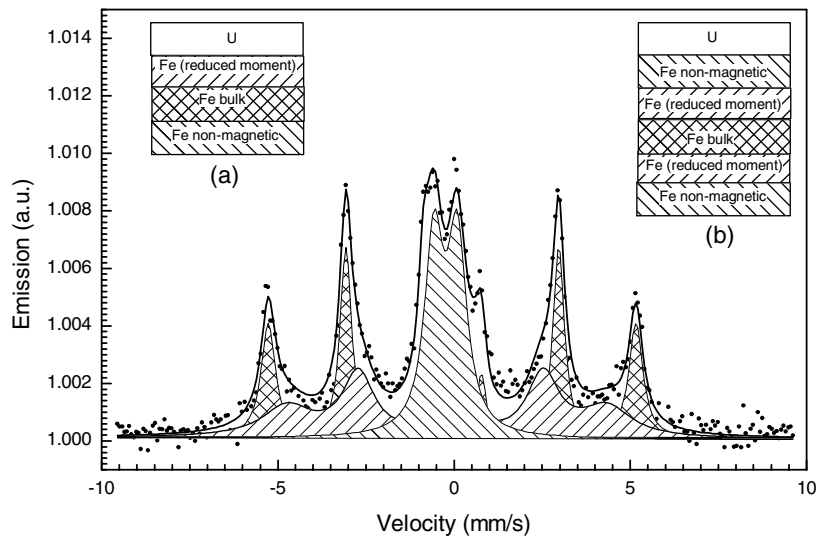 1.014
1.012
1.010
1.008
1.006
1.004
1.002
1.000
Emission (a.u.)
U
Fe (reduced moment)
Fe bulk
Fe non-magnetic
(a)
U
Fe non-magnetic
Fe (reduced moment)
Fe bulk
Fe (reduced moment)
Fe non-magnetic
(b)
-10 -5 0 5 10
Velocity (mm/s)